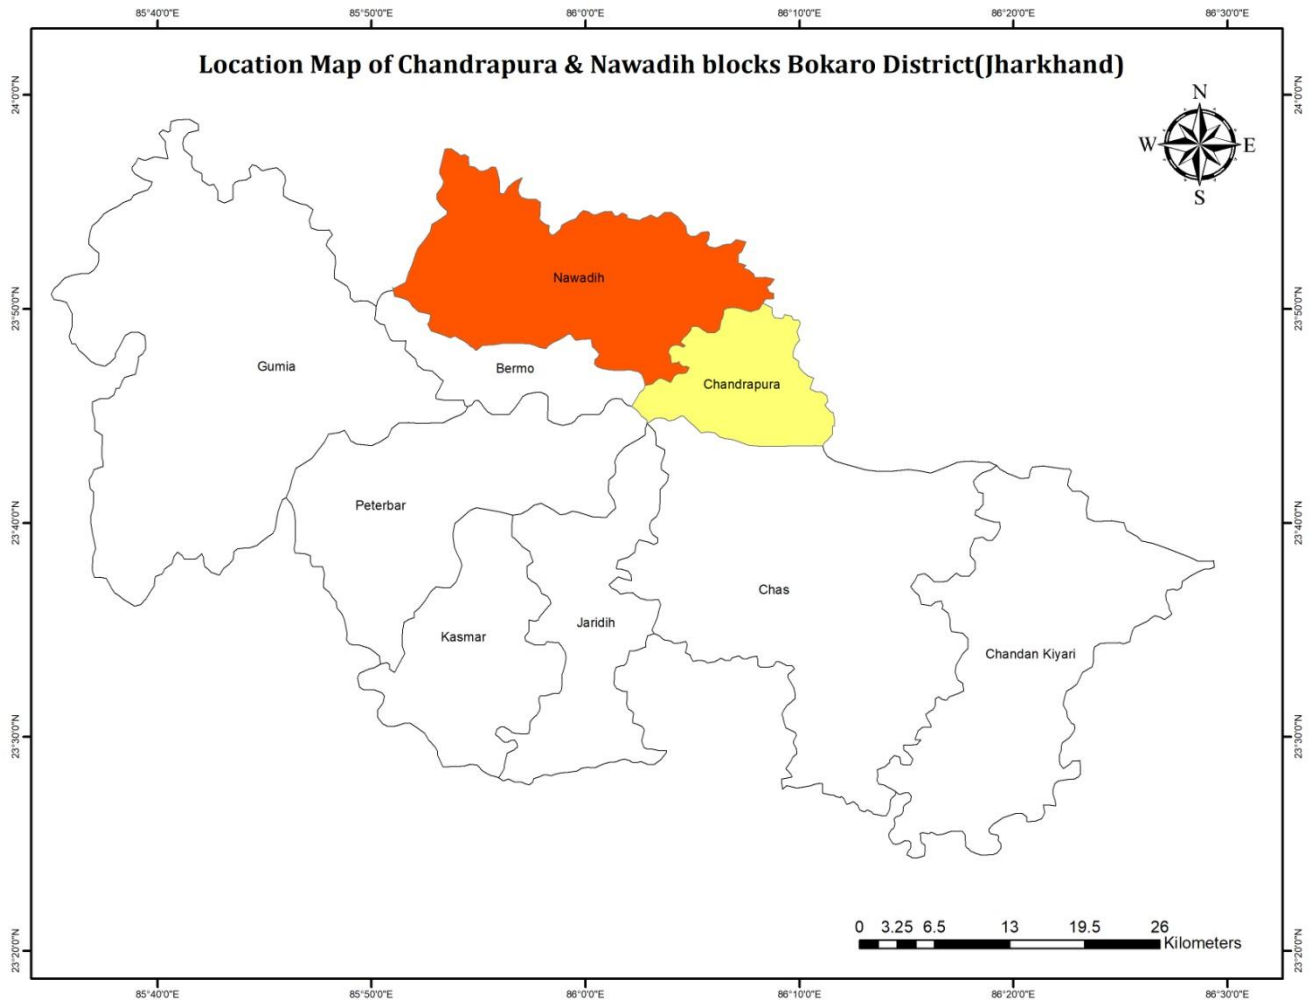 85°40'0"E 85°50'0"E 86°0'0"E 86°10'0"E 86°20'0"E 86°30'0"E
Location Map of Chandrapura & Nawadih blocks Bokaro District(Jharkhand)
24°0'0"N 24°0'0"N
N
W E
S
Nawadih
23°50'0"N 23°50'0"N
Gumia
Bermo
Chandrapura
Peterbar
23°40'0"N 23°40'0"N
Chas
Jaridih
Kasmar
Chandan Kiyari
23°30'0"N 23°30'0"N
0 3.25 6.5 13 19.5 26
Kilometers
23°20'0"N 23°20'0"N
85°40'0"E 85°50'0"E 86°0'0"E 86°10'0"E 86°20'0"E 86°30'0"E